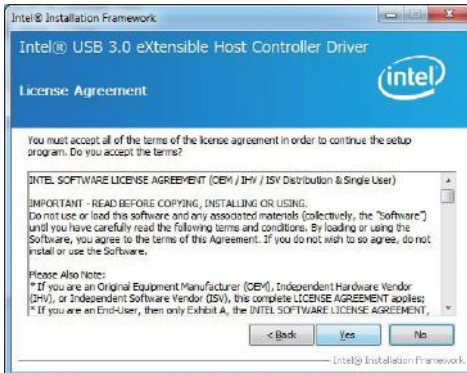 Intel® Installation Framework
Intel® USB 3.0 eXtensible Host Controller Driver
License Agreement
intel
You must accept all of the terms of the license agreement in order to continue the setup
program. Do you accept the terms?
INTEL SOFTWARE LICENSE AGREEMENT (OEM / IHV / ISV Distribution & Single User)
IMPORTANT - READ BEFORE COPYING, INSTALLING OR USING.
Do not use or load this software and any associated materials (collectively, the "Software")
until you have carefully read the following terms and conditions. By loading or using the
Software, you agree to the terms of this Agreement. If you do not wish to so agree, do not
install or use the Software.
Please Also Note:
* If you are an Original Equipment Manufacturer (OEM), Independent Hardware Vendor
(IHV), or Independent Software Vendor (ISV), this complete LICENSE AGREEMENT applies;
* If you are an End-User, then only Exhibit A, the INTEL SOFTWARE LICENSE AGREEMENT,
< Back Yes No
Intel® Installation Framework